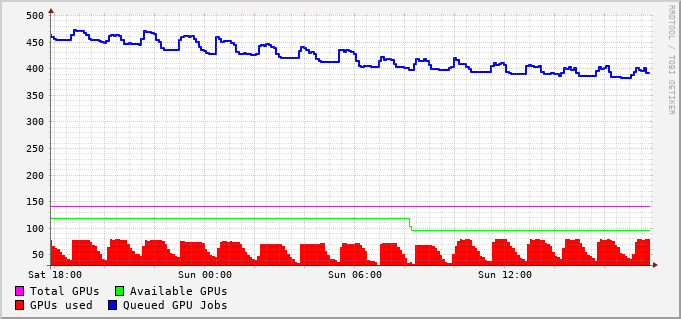 500
450
400
350
300
250
200
150
100
50
Sat 18:00 Sun 00:00 Sun 06:00 Sun 12:00
Total GPUs Available GPUs
GPUs used Queued GPU Jobs
RRDTOOL / TOBI OETIKER